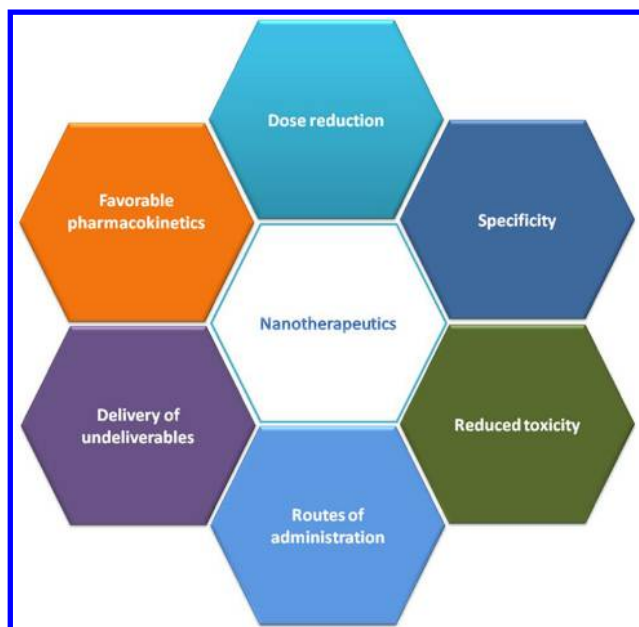 Dose reduction
Favorable
pharmacokinetics
Specificity
Nanotherapeutics
Delivery of
undeliverables
Reduced toxicity
Routes of
administration